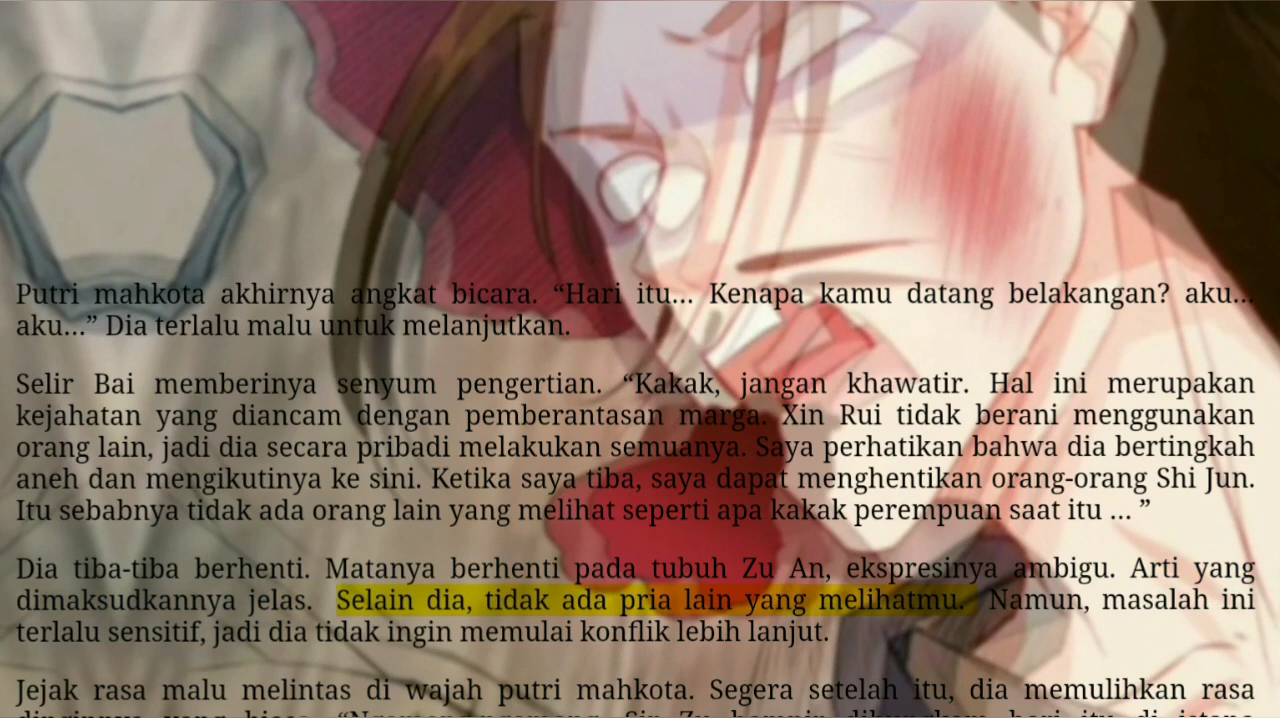 Putri mahkota akhirnya angkat bicara. “Hari itu... Kenapa kamu datang belakangan? aku...
aku...” Dia terlalu malu untuk melanjutkan.
Selir Bai memberinya senyum pengertian. “Kakak, jangan khawatir. Hal ini merupakan
kejahatan yang diancam dengan pemberantasan marga. Xin Rui tidak berani menggunakan
orang lain, jadi dia secara pribadi melakukan semuanya. Saya perhatikan bahwa dia bertingkah
aneh dan mengikutinya ke sini. Ketika saya tiba, saya dapat menghentikan orang-orang Shi Jun.
Itu sebabnya tidak ada orang lain yang melihat seperti apa kakak perempuan saat itu ... ”
Dia tiba-tiba berhenti. Matanya berhenti pada tubuh Zu An, ekspresinya ambigu. Arti yang
dimaksudkannya jelas. Selain dia, tidak ada pria lain yang melihatmu. Namun, masalah ini
terlalu sensitif, jadi dia tidak ingin memulai konflik lebih lanjut.
Jejak rasa malu melintas di wajah putri mahkota. Segera setelah itu, dia memulihkan rasa